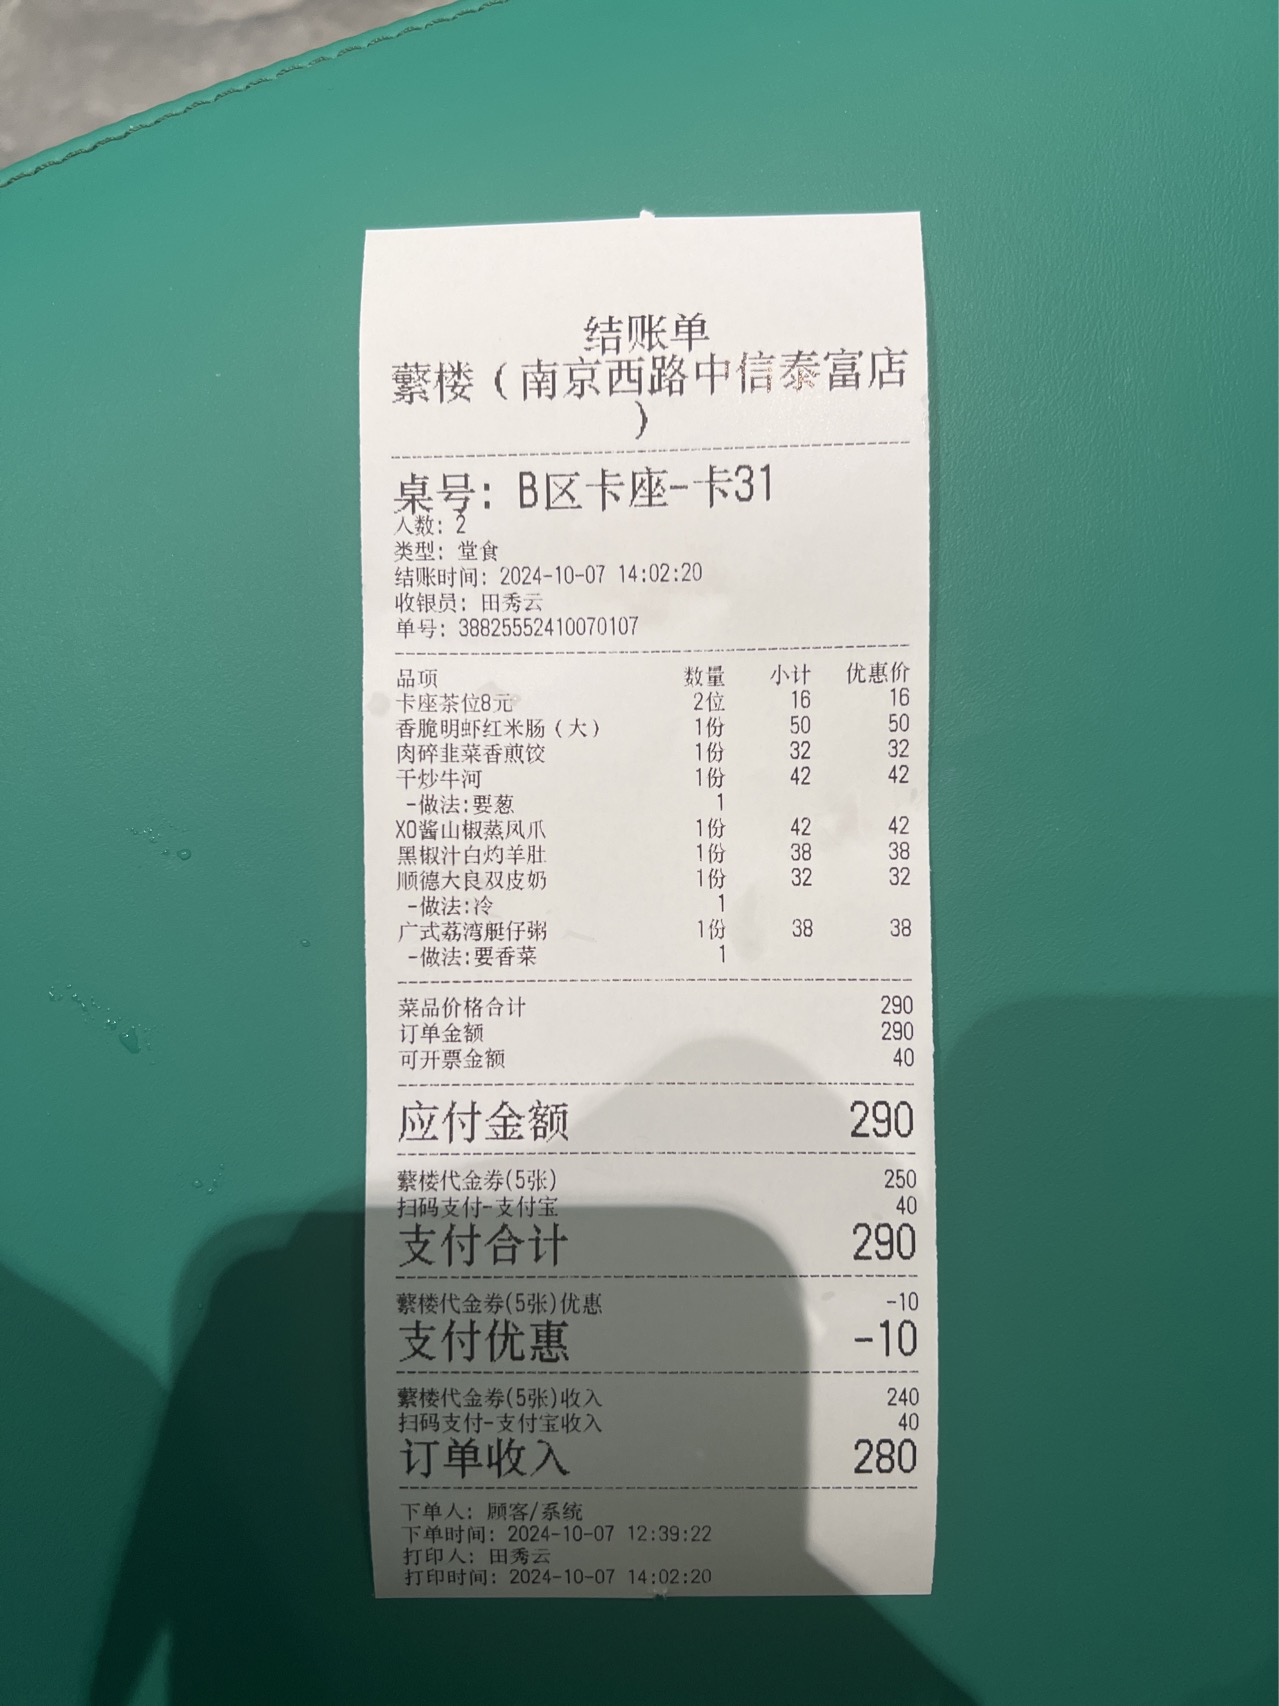 结账单
蘩楼（南京西路中信泰富店
）
桌号: B区卡座-卡31
人数: 2
类型: 堂食
结账时间: 2024-10-07 14:02:20
收银员: 田秀云
单号: 38825552410070107
品项 数量 小计 优惠价
卡座茶位8元 2位 16 16
香脆明虾红米肠（大） 1份 50 50
肉碎韭菜香煎饺 1份 32 32
干炒牛河 1份 42 42
-做法:要葱 1
XO酱山椒蒸凤爪 1份 42 42
黑椒汁白灼羊肚 1份 38 38
顺德大良双皮奶 1份 32 32
-做法:冷 1
广式荔湾艇仔粥 1份 38 38
-做法:要香菜 1
菜品价格合计 290
订单金额 290
可开票金额 40
应付金额 290
蘩楼代金券(5张) 250
扫码支付-支付宝 40
支付合计 290
蘩楼代金券(5张)优惠 -10
支付优惠 -10
蘩楼代金券(5张)收入 240
扫码支付-支付宝收入 40
订单收入 280
下单人: 顾客/系统
下单时间: 2024-10-07 12:39:22
打印人: 田秀云
打印时间: 2024-10-07 14:02:20